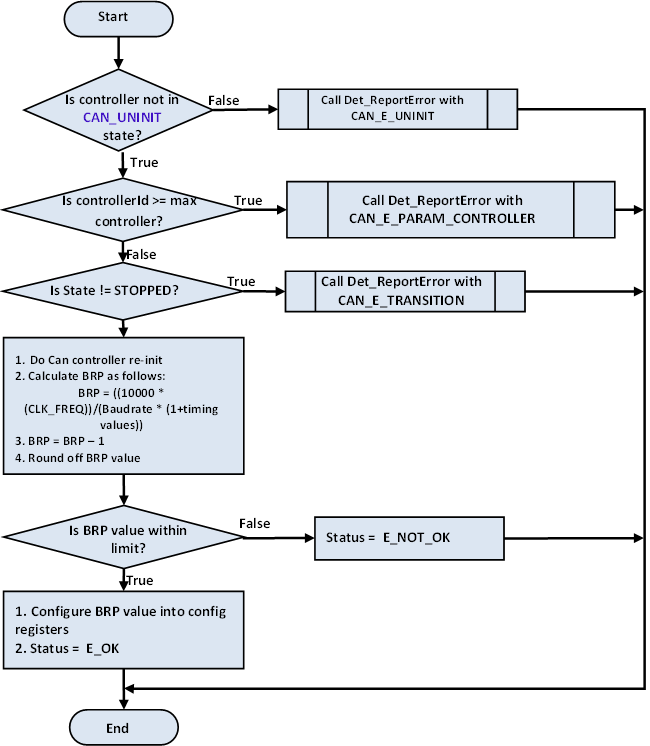 Start
Is controller not in
CAN_UNINIT
state?
False
Call Det_ReportError with
CAN_E_UNINIT
True
Is controllerId >= max
controller?
True
Call Det_ReportError with
CAN_E_PARAM_CONTROLLER
False
Is State != STOPPED?
True
Call Det_ReportError with
CAN_E_TRANSITION
1. Do Can controller re-init
2. Calculate BRP as follows:
BRP = ((10000 *
(CLK_FREQ))/(Baudrate * (1+timing
values))
3. BRP = BRP – 1
4. Round off BRP value
Is BRP value within
limit?
False
Status = E_NOT_OK
True
1. Configure BRP value into config
registers
2. Status = E_OK
End